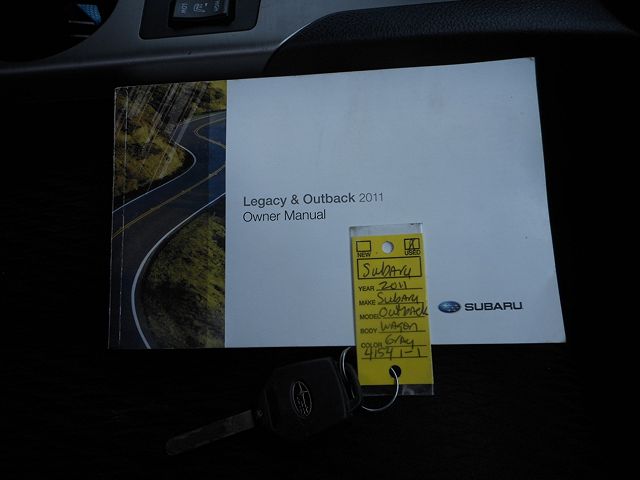 Legacy & Outback 2011
Owner Manual
NEW
USED
Subaru
YEAR 2011
MAKE Subaru
MODEL Outback
BODY Wagon
COLOR Gray
41541-1
SUBARU